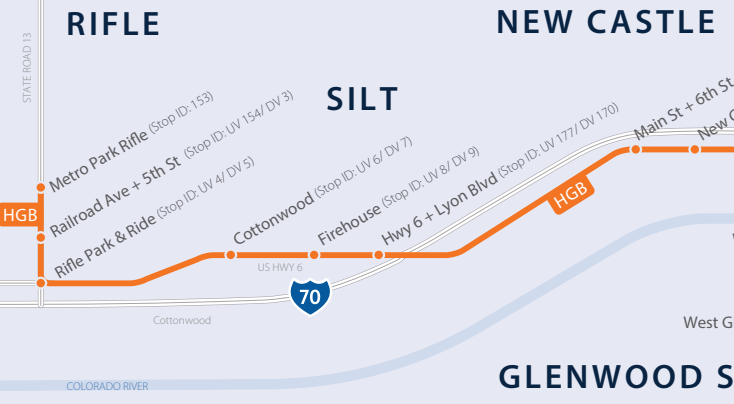 RIFLE
NEW CASTLE
STATE ROAD 13
SILT
Metro Park Rifle (Stop ID: 153)
Railroad Ave + 5th St (Stop ID: UV 154/ DV 3)
Rifle Park & Ride (Stop ID: UV 4/ DV 5)
HGB
Cottonwood (Stop ID: UV 6/ DV 7)
Firehouse (Stop ID: UV 8/ DV 9)
Hwy 6 + Lyon Blvd (Stop ID: UV 177/ DV 170)
Main St + 6th St
New
HGB
US HWY 6
70
Cottonwood
West G
GLENWOOD S
COLORADO RIVER